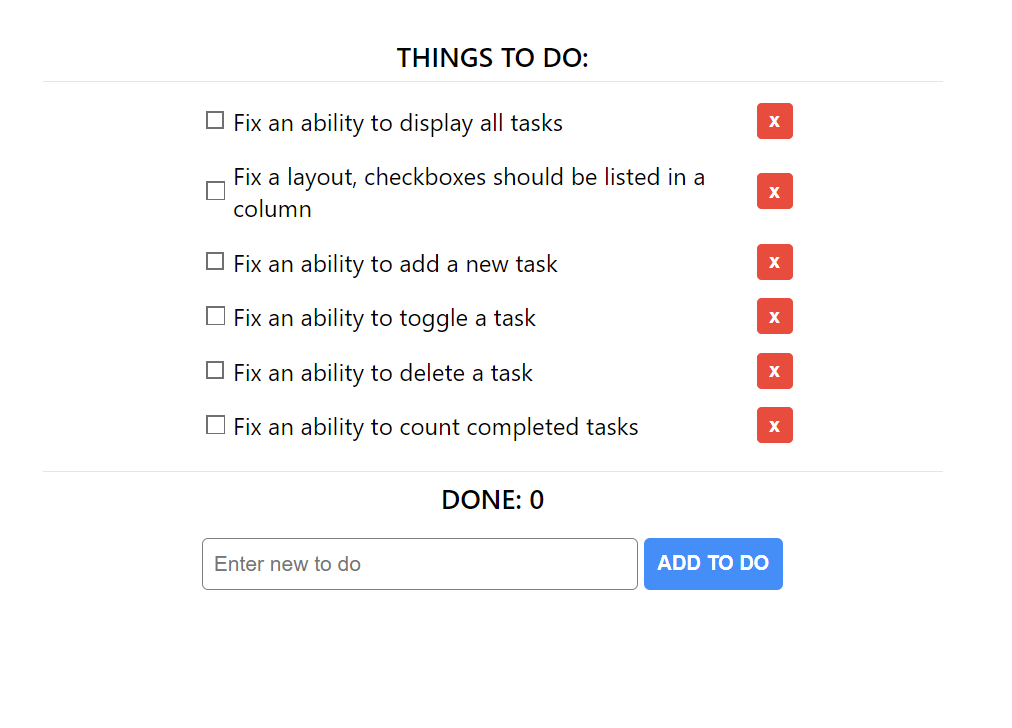 THINGS TO DO:
Fix an ability to display all tasks
x
Fix a layout, checkboxes should be listed in a
column
x
Fix an ability to add a new task
x
Fix an ability to toggle a task
x
Fix an ability to delete a task
x
Fix an ability to count completed tasks
x
DONE: 0
Enter new to do
ADD TO DO